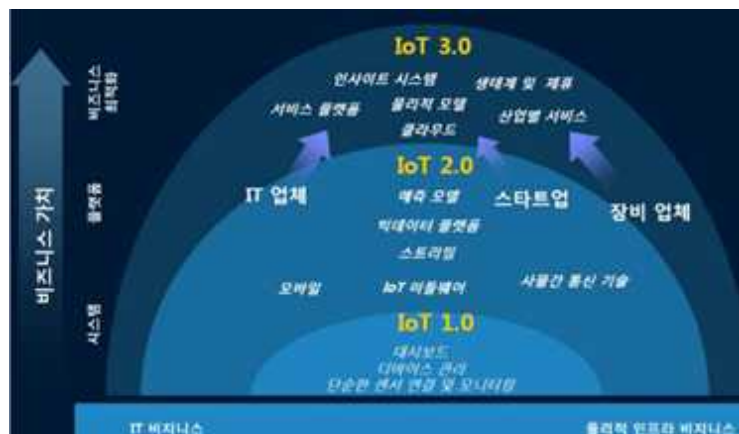 IoT 3.0
인사이트 시스템
생태계 및 제휴
서비스 플랫폼
물리적 모델
산업별 서비스
클라우드
IoT 2.0
IT 업체
예측 모델
스타트업
장비 업체
빅데이터 플랫폼
스트리밍
모바일
IoT 미들웨어
사물간 통신 기술
IoT 1.0
대시보드
디바이스 관리
단순한 센서 연결 및 모니터링
비즈니스 가치
비즈니스
최적화
플랫폼
시스템
IT 비지니스
물리적 인프라 비지니스